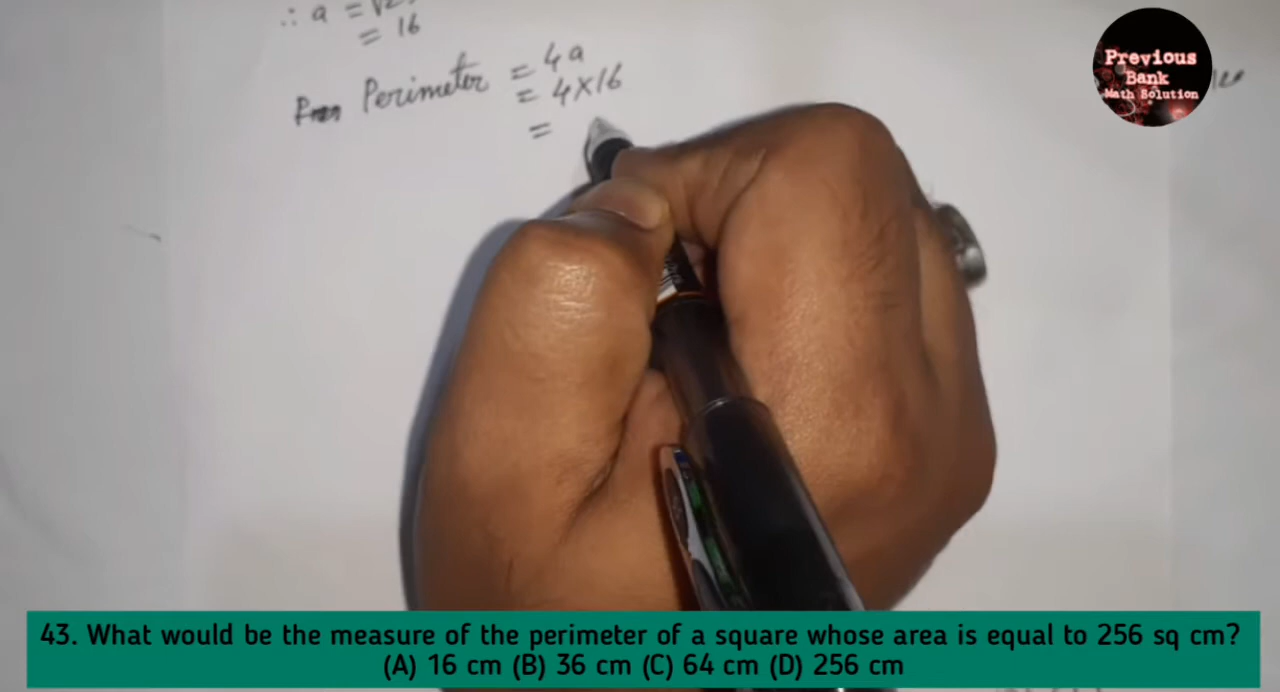 ∴ a = √2
= 16
Perimeter = 4a
= 4×16
=
Previous
Bank
Math Solution
43. What would be the measure of the perimeter of a square whose area is equal to 256 sq cm?
(A) 16 cm (B) 36 cm (C) 64 cm (D) 256 cm